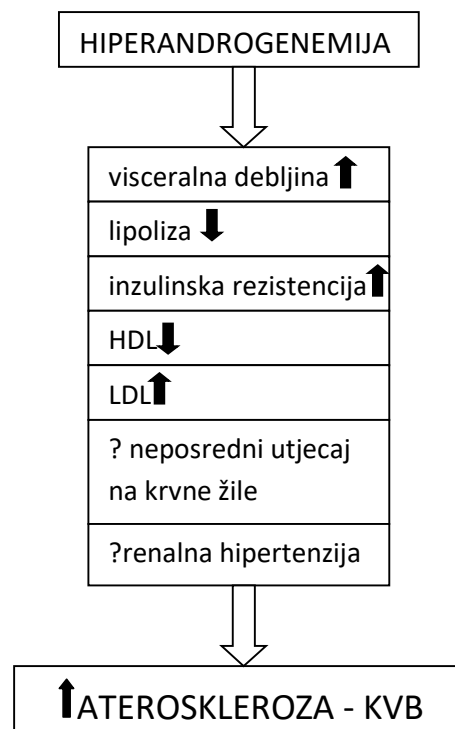 HIPERANDROGENEMIJA
visceralna debljina
lipoliza
inzulinska rezistencija
HDL
LDL
? neposredni utjecaj
na krvne žile
?renalna hipertenzija
ATEROSKLEROZA - KVB